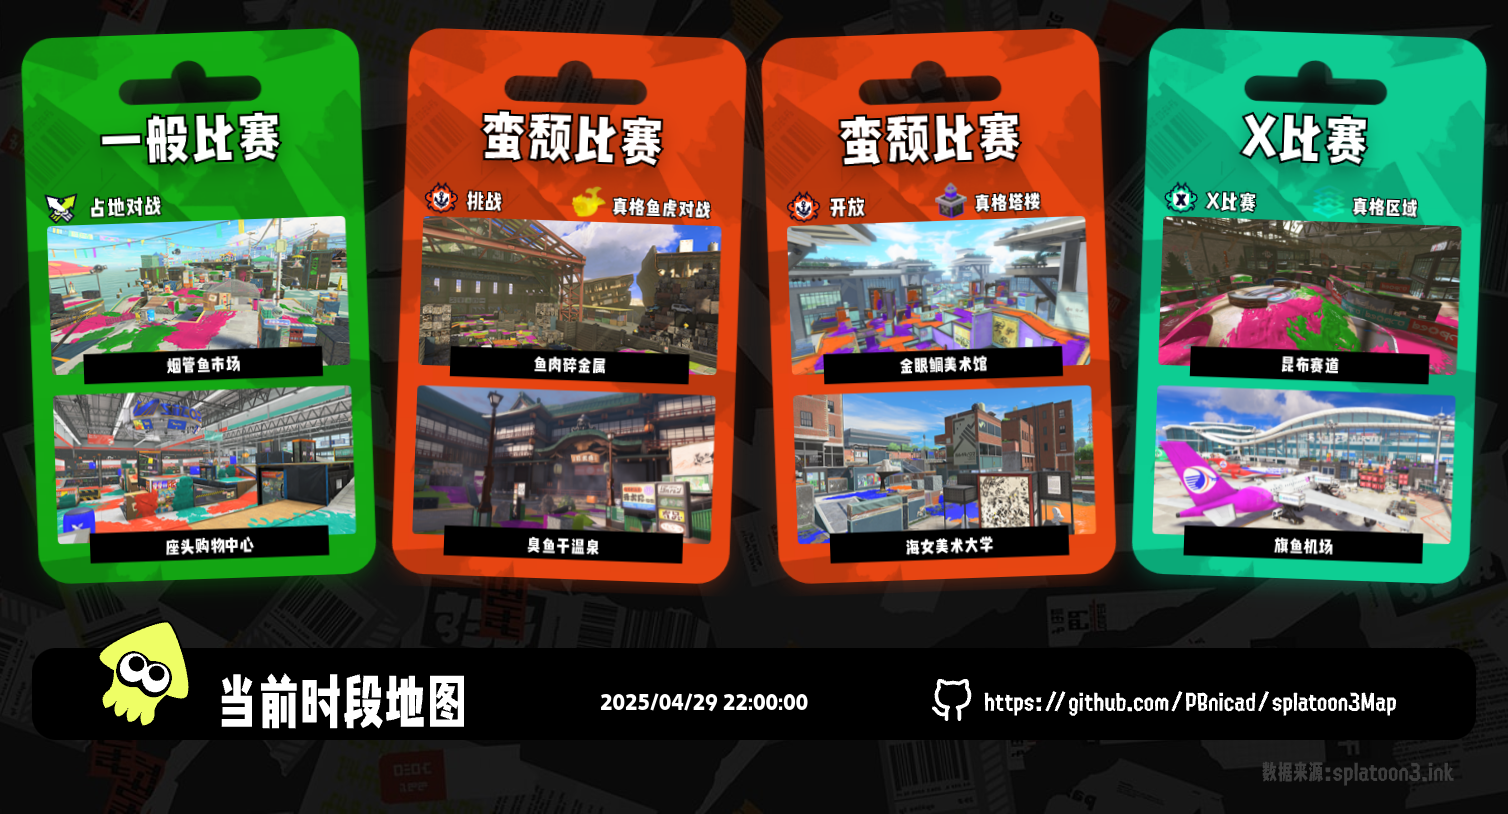 一般比赛
占地对战
烟管鱼市场
座头购物中心
蛮颓比赛
挑战
真格鱼虎对战
鱼肉碎金属
臭鱼干温泉
蛮颓比赛
开放
真格塔楼
金眼鲷美术馆
海女美术大学
X比赛
X比赛
真格区域
昆布赛道
旗鱼机场
当前时段地图
2025/04/29 22:00:00
https://github.com/PBnicad/splatoon3Map
数据来源:splatoon3.ink